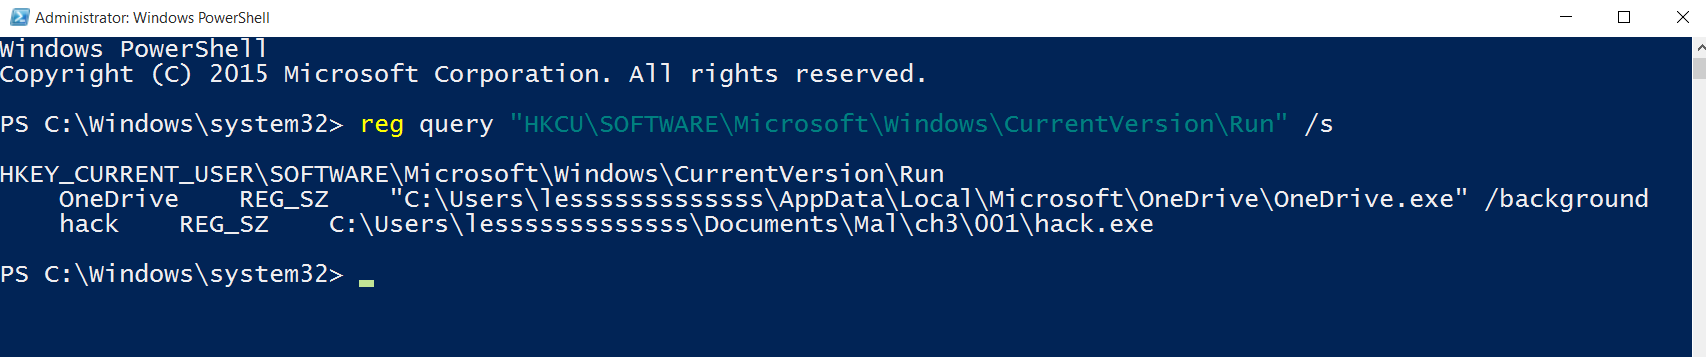 Administrator: Windows PowerShell
Windows PowerShell
Copyright (C) 2015 Microsoft Corporation. All rights reserved.
PS C:\Windows\system32> reg query "HKCU\SOFTWARE\Microsoft\Windows\CurrentVersion\Run" /s
HKEY_CURRENT_USER\SOFTWARE\Microsoft\Windows\CurrentVersion\Run
OneDrive REG_SZ "C:\Users\lesssssssssssss\AppData\Local\Microsoft\OneDrive\OneDrive.exe" /background
hack REG_SZ C:\Users\lesssssssssssss\Documents\Mal\ch3\001\hack.exe
PS C:\Windows\system32>